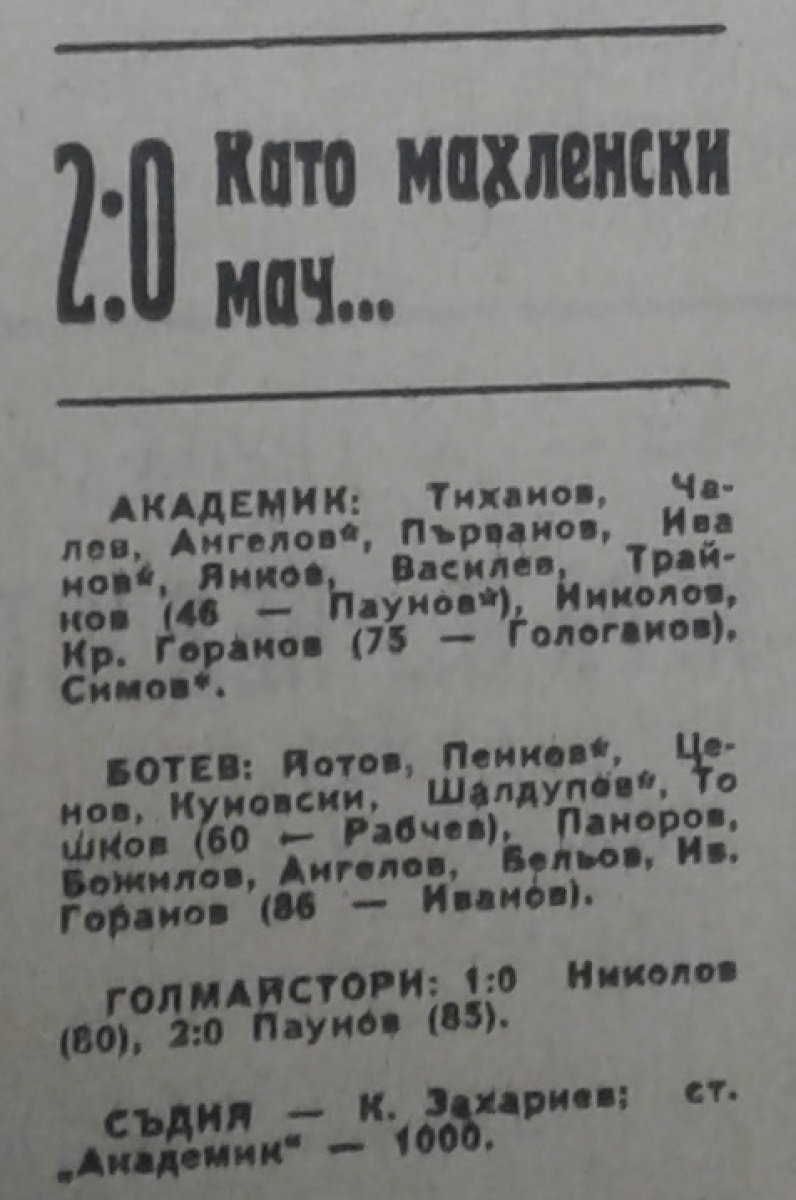 2:0 Като махленски
мач...
АКАДЕМИК: Тиханов, Ча-
лев, Ангелов*, Първанов, Ива
нов*, Янков, Василев, Трай-
ков (46 — Паунов*), Николов,
Кр. Горанов (75 — Гологанов),
Симов*.
БОТЕВ: Йотов, Пенков*, Це-
нов, Кумовски, Шалдупов*, То
шков (60 — Рабчев), Паноров,
Божилов, Ангелов, Бельов, Ив.
Горанов (86 — Иванов).
ГОЛМАЙСТОРИ: 1:0 Николов
(80), 2:0 Паунов (85).
СЪДИЯ — К. Захариев; ст.
„Академик“ — 1000.